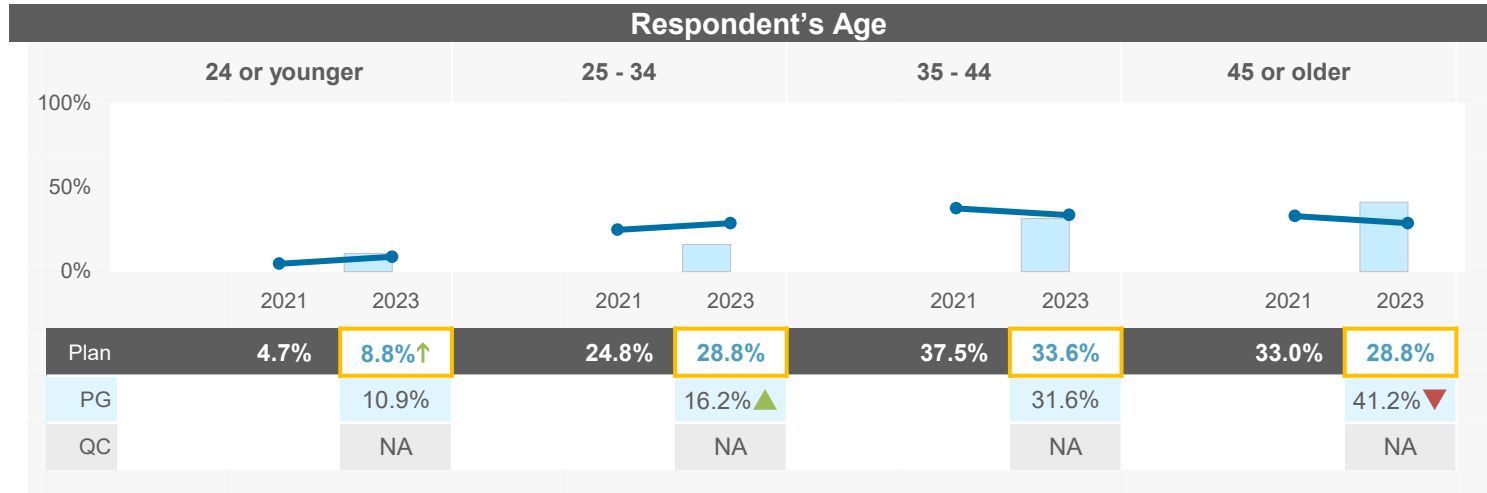 Respondent’s Age
24 or younger 25 - 34 35 - 44 45 or older
100%
50%
0%
2021 2023 2021 2023 2021 2023 2021 2023
Plan 4.7% 8.8%↑ 24.8% 28.8% 37.5% 33.6% 33.0% 28.8%
PG 10.9% 16.2%▲ 31.6% 41.2%▼
QC NA NA NA NA